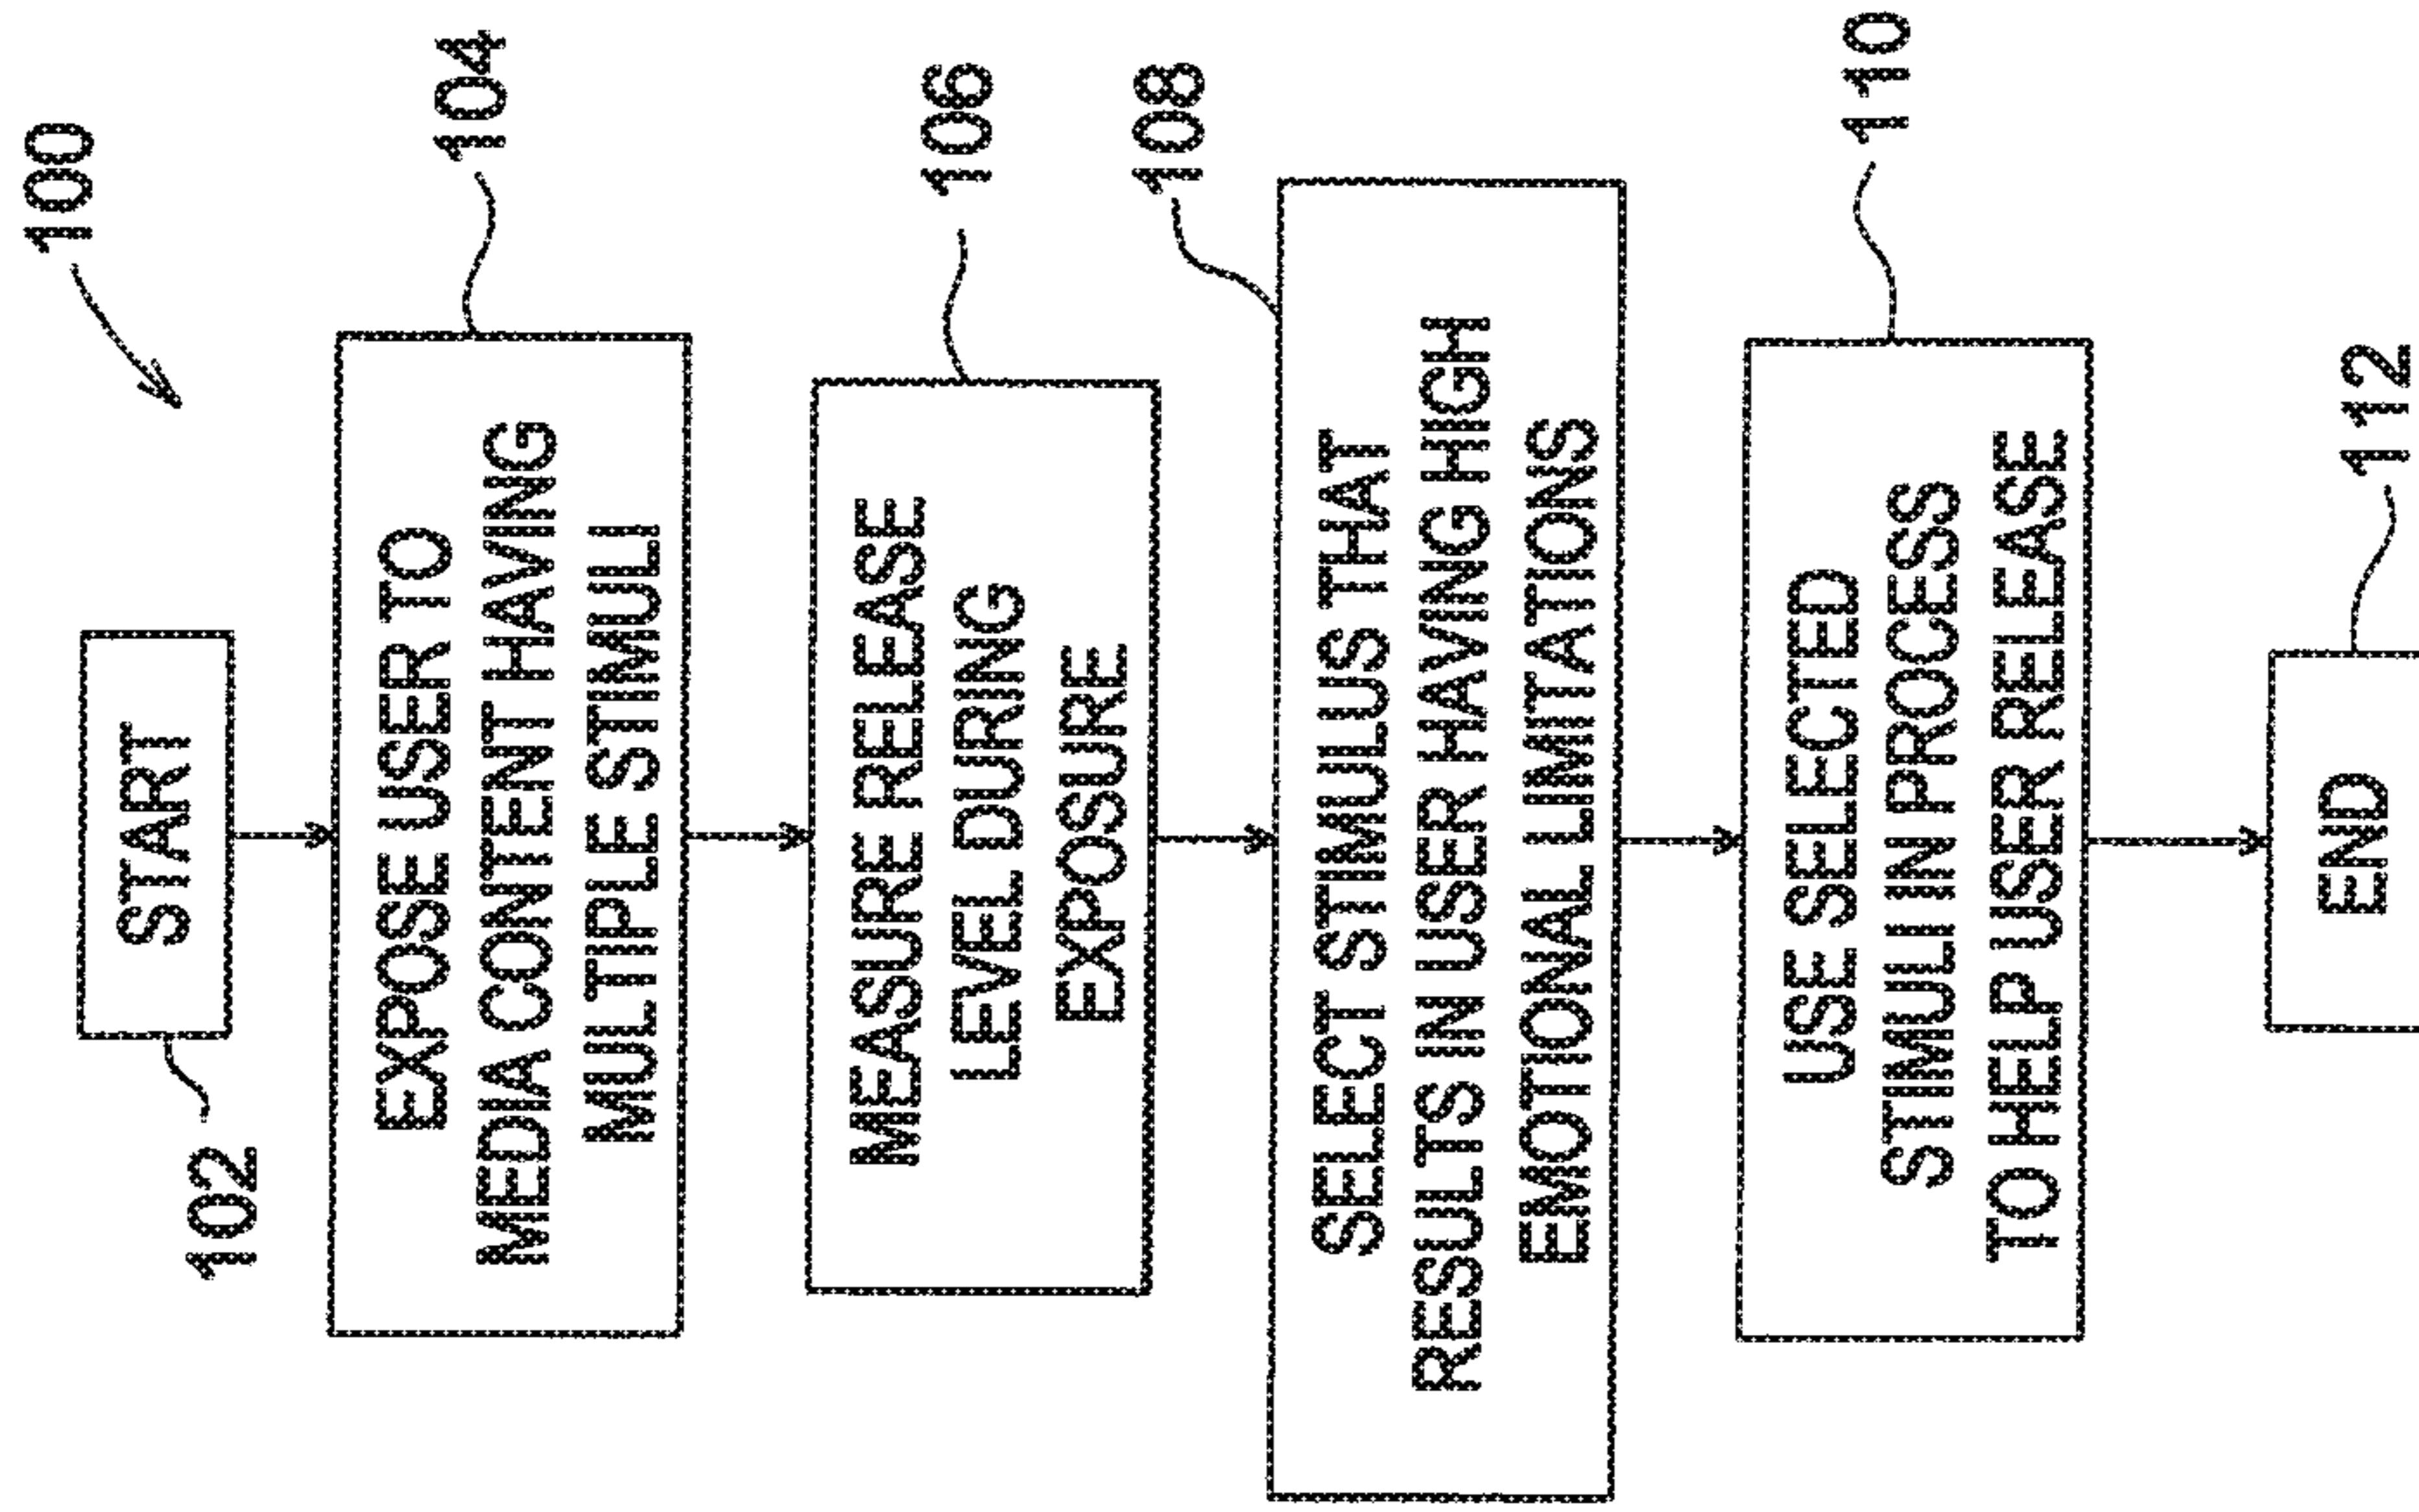 100
START
102
EXPOSE USER TO
MEDIA CONTENT HAVING
MULTIPLE STIMULI
104
MEASURE RELEASE
LEVEL DURING
EXPOSURE
106
SELECT STIMULUS THAT
RESULTS IN USER HAVING HIGH
EMOTIONAL LIMITATIONS
108
USE SELECTED
STIMULI IN PROCESS
TO HELP USER RELEASE
110
END
112